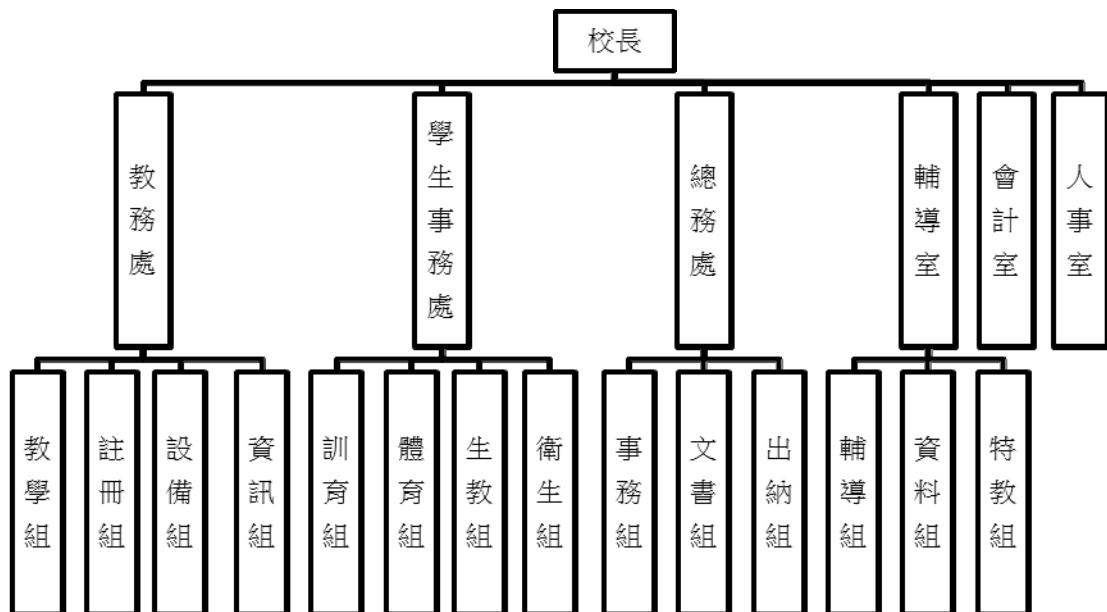 校長
教務處
學生事務處
總務處
輔導室
會計室
人事室
教學組
註冊組
設備組
資訊組
訓育組
體育組
生教組
衛生組
事務組
文書組
出納組
輔導組
資料組
特教組